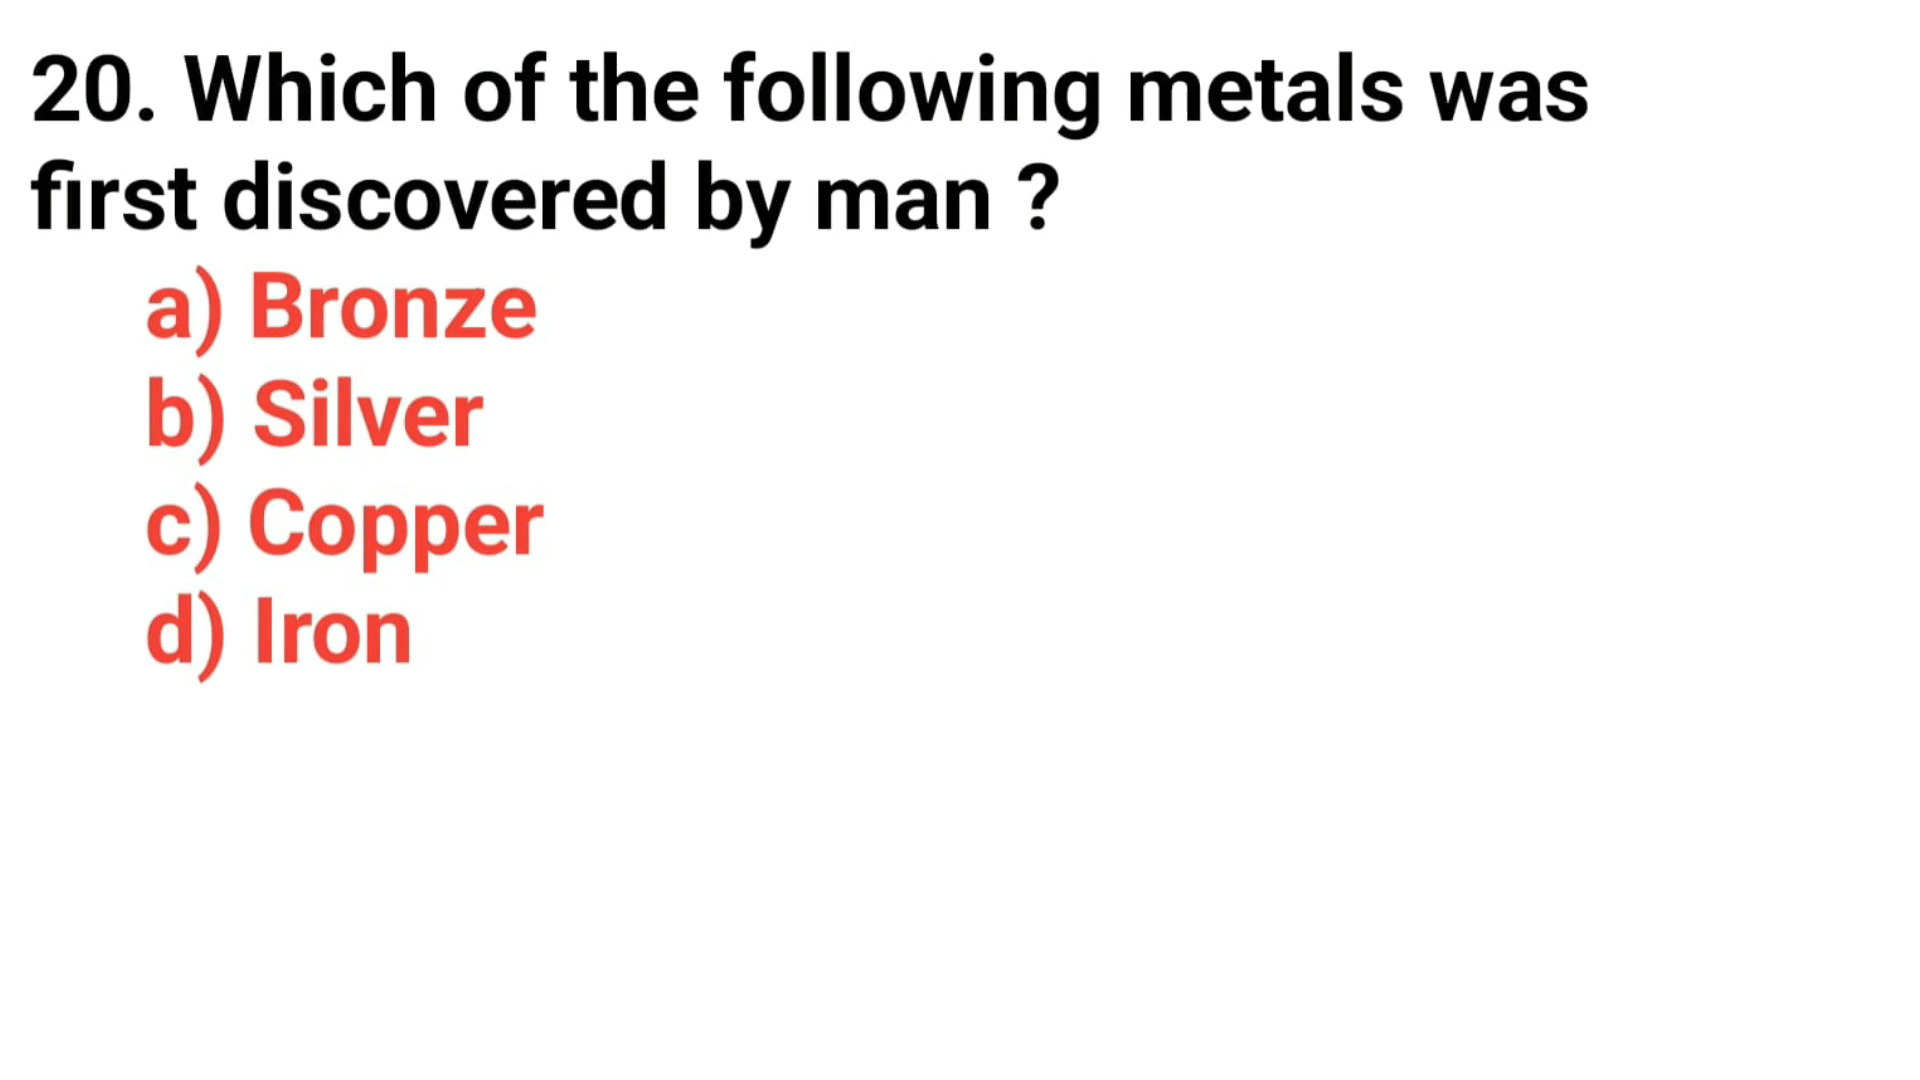 20. Which of the following metals was
first discovered by man ?
a) Bronze
b) Silver
c) Copper
d) Iron